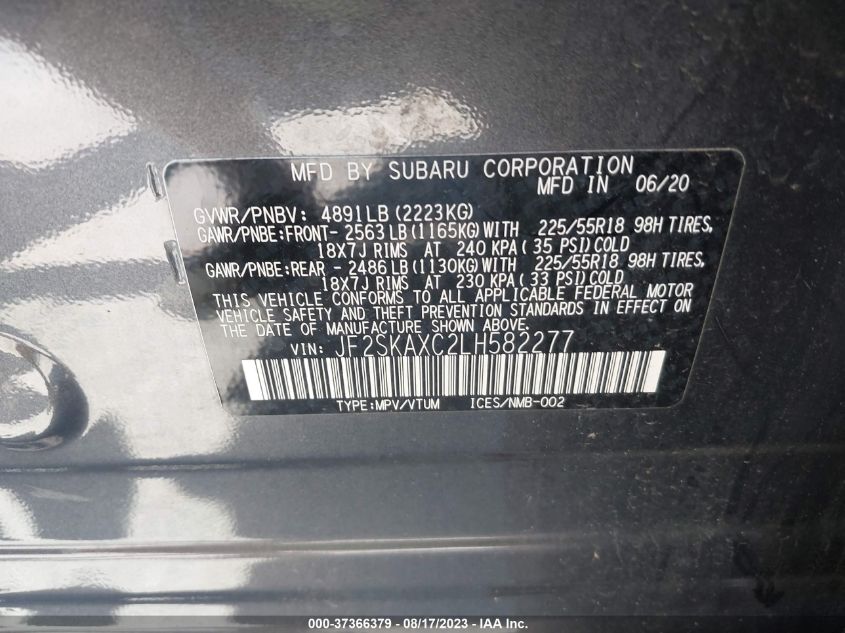 MFD BY SUBARU CORPORATION
MFD IN 06/20
GVWR/PNBV: 4891LB (2223KG)
GAWR/PNBE:FRONT- 2563 LB (1165KG) WITH 225/55R18 98H TIRES,
18X7J RIMS AT 240 KPA ( 35 PSI) COLD
GAWR/PNBE:REAR - 2486 LB (1130KG) WITH 225/55R18 98H TIRES,
18X7J RIMS AT 230 KPA ( 33 PSI) COLD
THIS VEHICLE CONFORMS TO ALL APPLICABLE FEDERAL MOTOR
VEHICLE SAFETY AND THEFT PREVENTION STANDARDS IN EFFECT ON
THE DATE OF MANUFACTURE SHOWN ABOVE.
VIN: JF2SKAXC2LH582277
TYPE:MPV/VTUM ICES/NMB-002
000-37366379 - 08/17/2023 - IAA Inc.